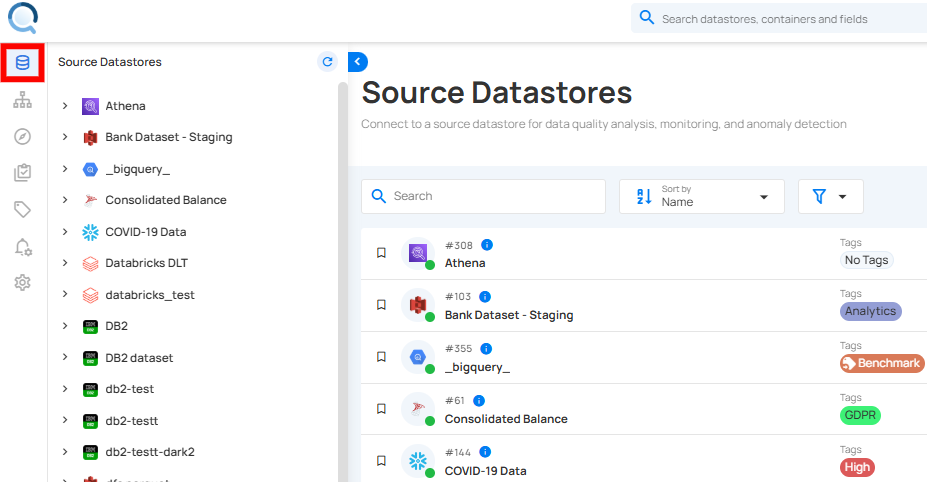 Search datastores, containers and fields
Source Datastores
Athena
Bank Dataset - Staging
_bigquery_
Consolidated Balance
COVID-19 Data
Databricks DLT
databricks_test
DB2
DB2 dataset
db2-test
db2-testt
db2-testt-dark2
Source Datastores
Connect to a source datastore for data quality analysis, monitoring, and anomaly detection
Search
Sort by
Name
#308
Athena
Tags
No Tags
#103
Bank Dataset - Staging
Tags
Analytics
#355
_bigquery_
Tags
Benchmark
#61
Consolidated Balance
Tags
GDPR
#144
COVID-19 Data
Tags
High